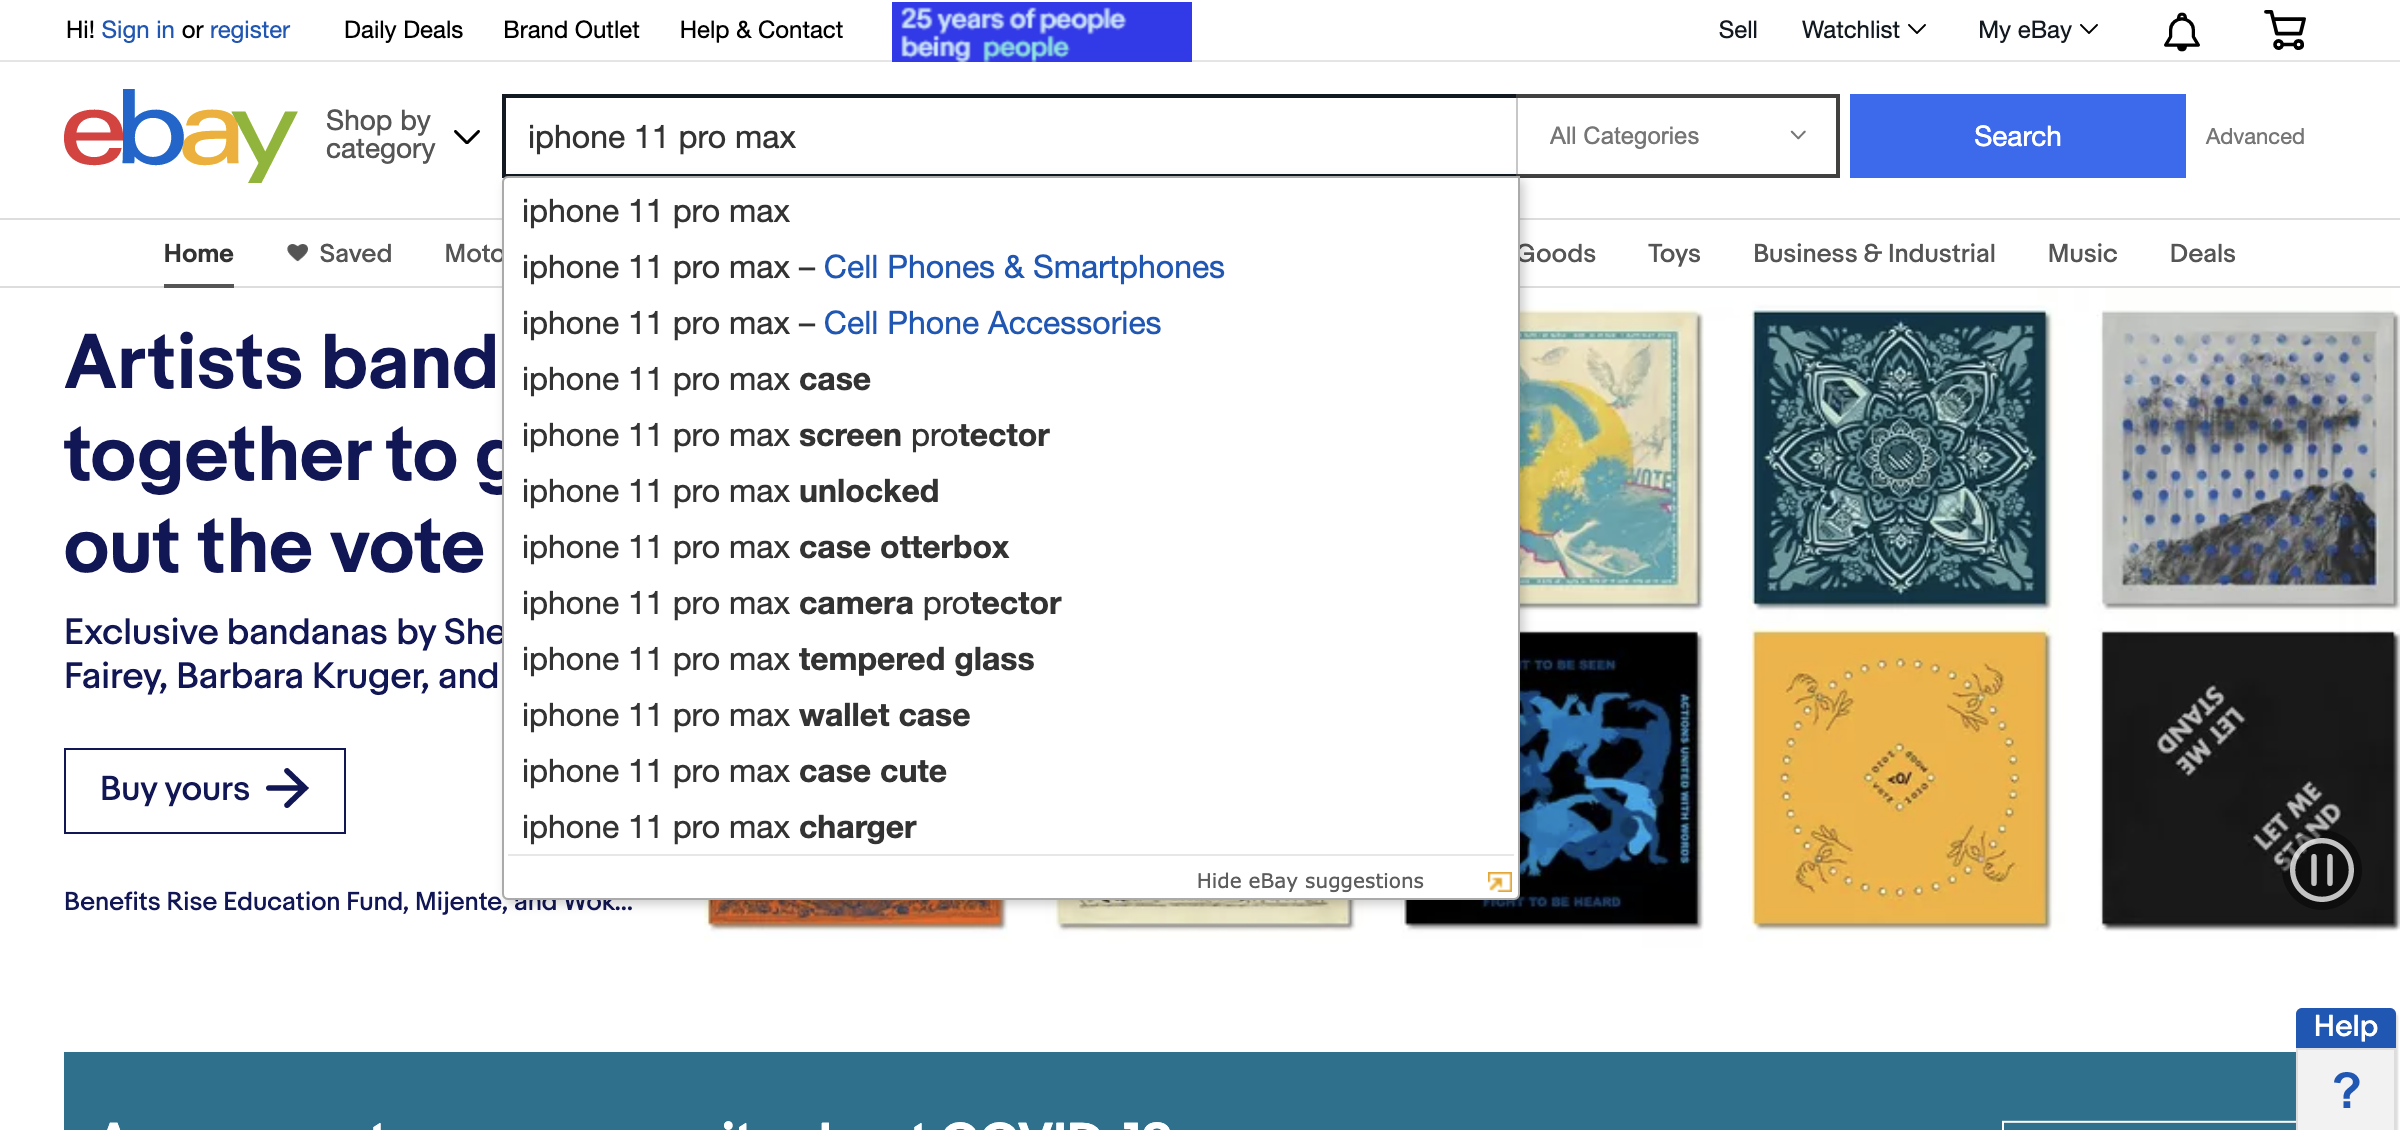 Hi! Sign in or register
Daily Deals
Brand Outlet
Help & Contact
25 years of people
being people
Sell
Watchlist
My eBay
ebay
Shop by
category
iphone 11 pro max
All Categories
Search
Advanced
Home
Saved
Moto
Goods
Toys
Business & Industrial
Music
Deals
iphone 11 pro max
iphone 11 pro max – Cell Phones & Smartphones
iphone 11 pro max – Cell Phone Accessories
iphone 11 pro max case
iphone 11 pro max screen protector
iphone 11 pro max unlocked
iphone 11 pro max case otterbox
iphone 11 pro max camera protector
iphone 11 pro max tempered glass
iphone 11 pro max wallet case
iphone 11 pro max case cute
iphone 11 pro max charger
Hide eBay suggestions
Artists band
together to g
out the vote
Exclusive bandanas by She
Fairey, Barbara Kruger, and
Buy yours
Benefits Rise Education Fund, Mijente, and Wok...
VOTE
TO BE SEEN
ACTIONS UNITED WITH WORDS
FIGHT TO BE HEARD
VOTE 2020 MOOD 2020
LET ME
STAND
LET ME
STAND
Help
?